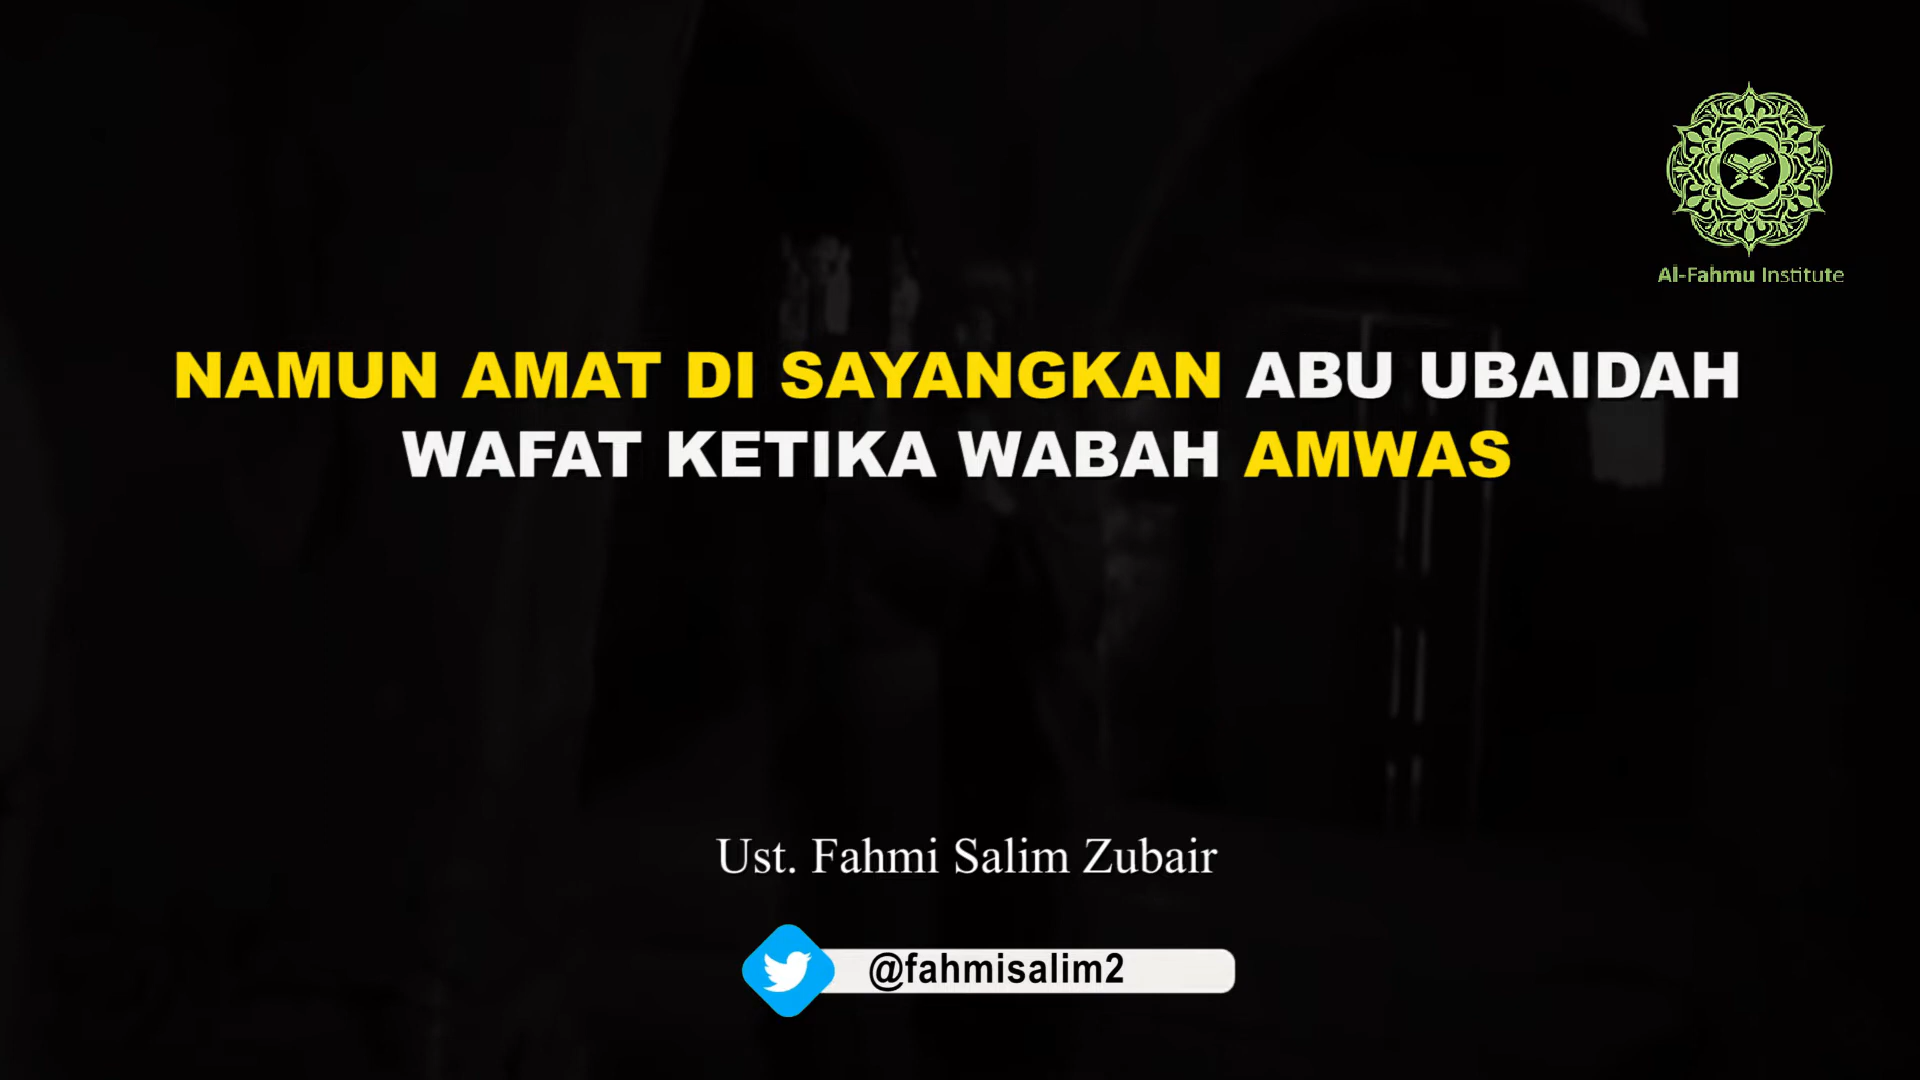 Al-Fahmu Institute
NAMUN AMAT DI SAYANGKAN ABU UBAIDAH
WAFAT KETIKA WABAH AMWAS
Ust. Fahmi Salim Zubair
@fahmisalim2